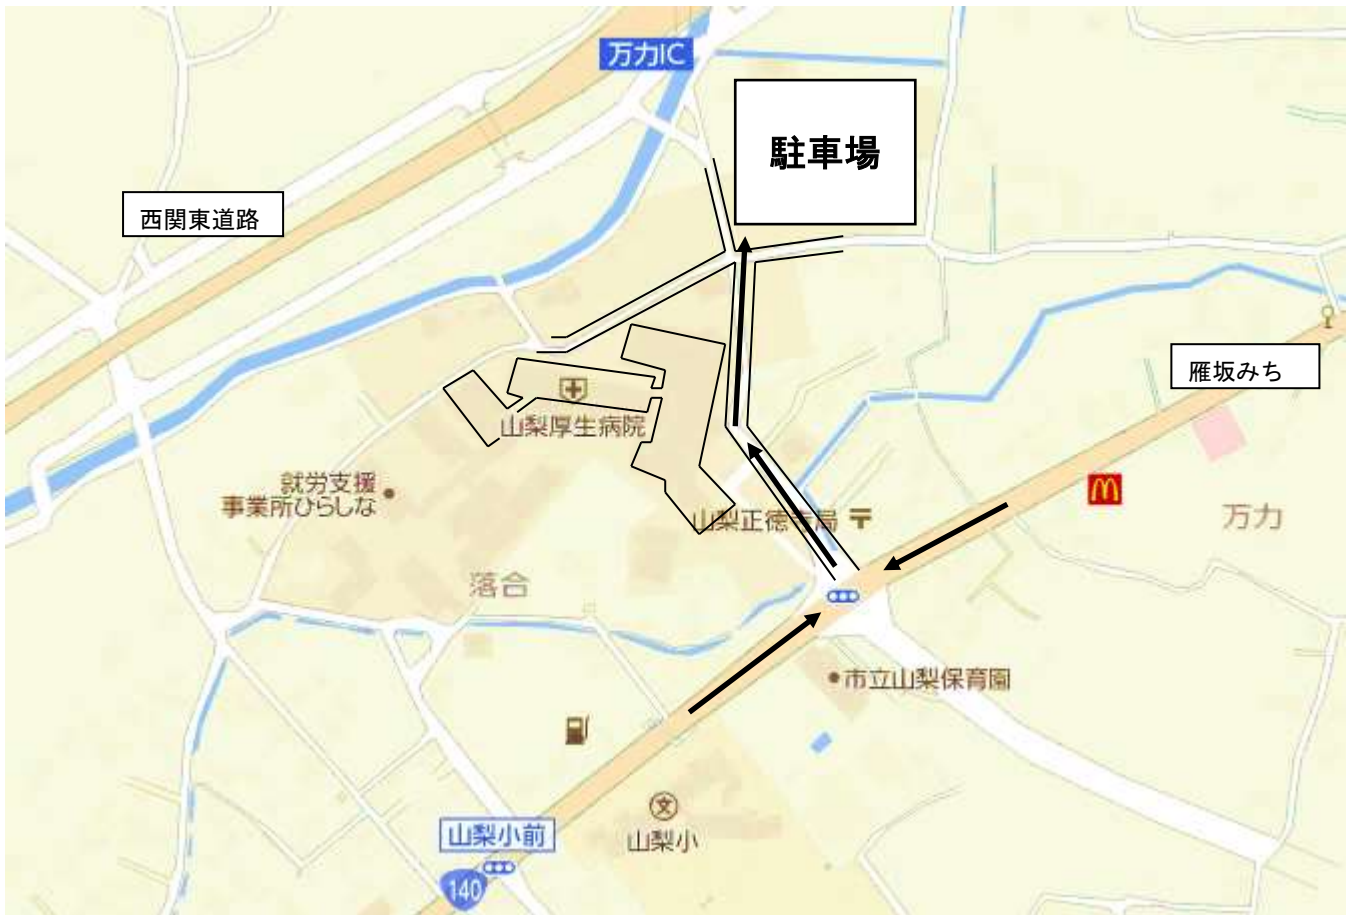 万力IC
駐車場
西関東道路
雁坂みち
山梨厚生病院
就労支援
事業所ひらしな
山梨正徳寺局
万力
落合
市立山梨保育園
文
山梨小前
山梨小
140